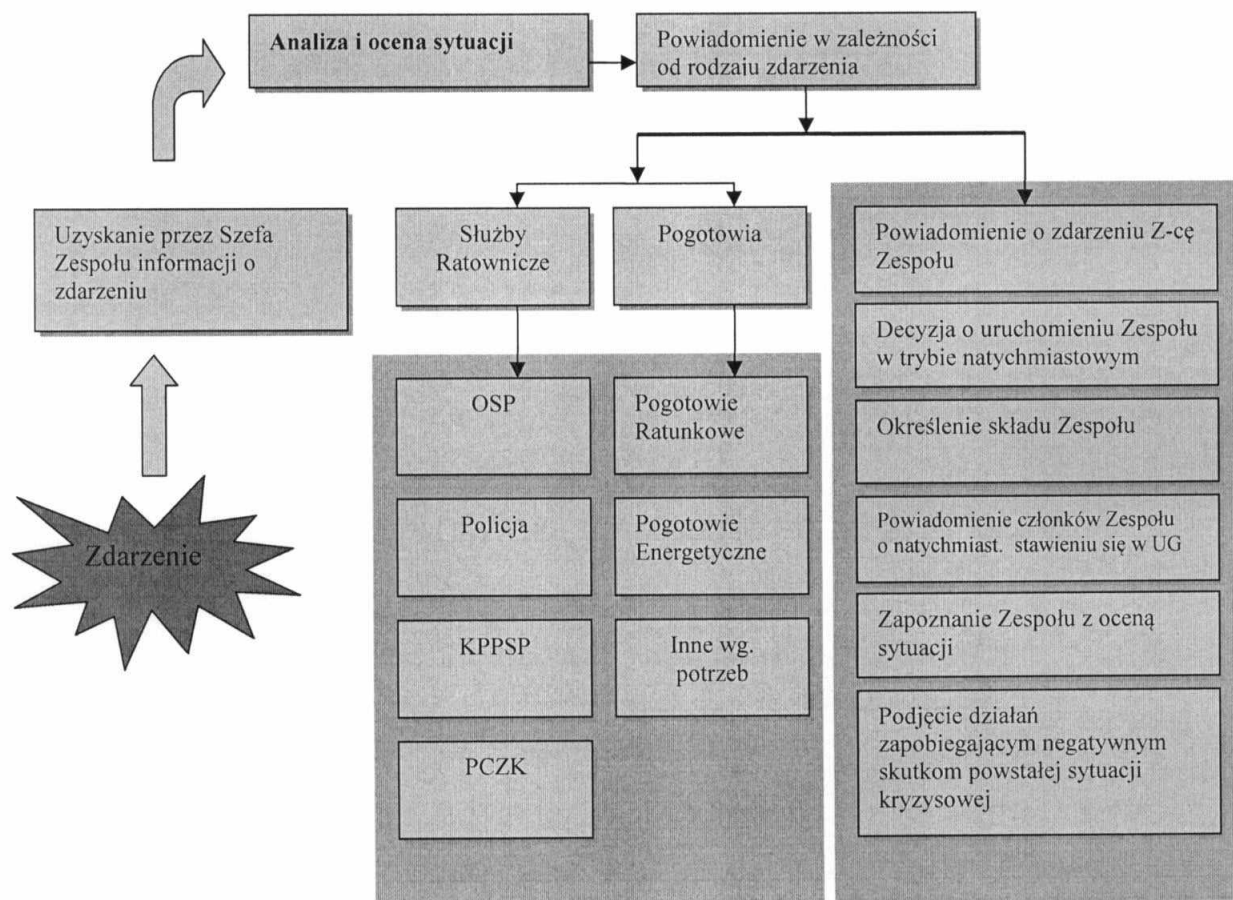 Analiza i ocena sytuacji
Powiadomienie w zależności
od rodzaju zdarzenia
Uzyskanie przez Szefa
Zespołu informacji o
zdarzeniu
Zdarzenie
Służby
Ratownicze
Pogotowia
OSP
Policja
KPPSP
PCZK
Pogotowie
Ratunkowe
Pogotowie
Energetyczne
Inne wg.
potrzeb
Powiadomienie o zdarzeniu Z-cę
Zespołu
Decyzja o uruchomieniu Zespołu
w trybie natychmiastowym
Określenie składu Zespołu
Powiadomienie członków Zespołu
o natychmiast. stawieniu się w UG
Zapoznanie Zespołu z oceną
sytuacji
Podjęcie działań
zapobiegającym negatywnym
skutkom powstałej sytuacji
kryzysowej